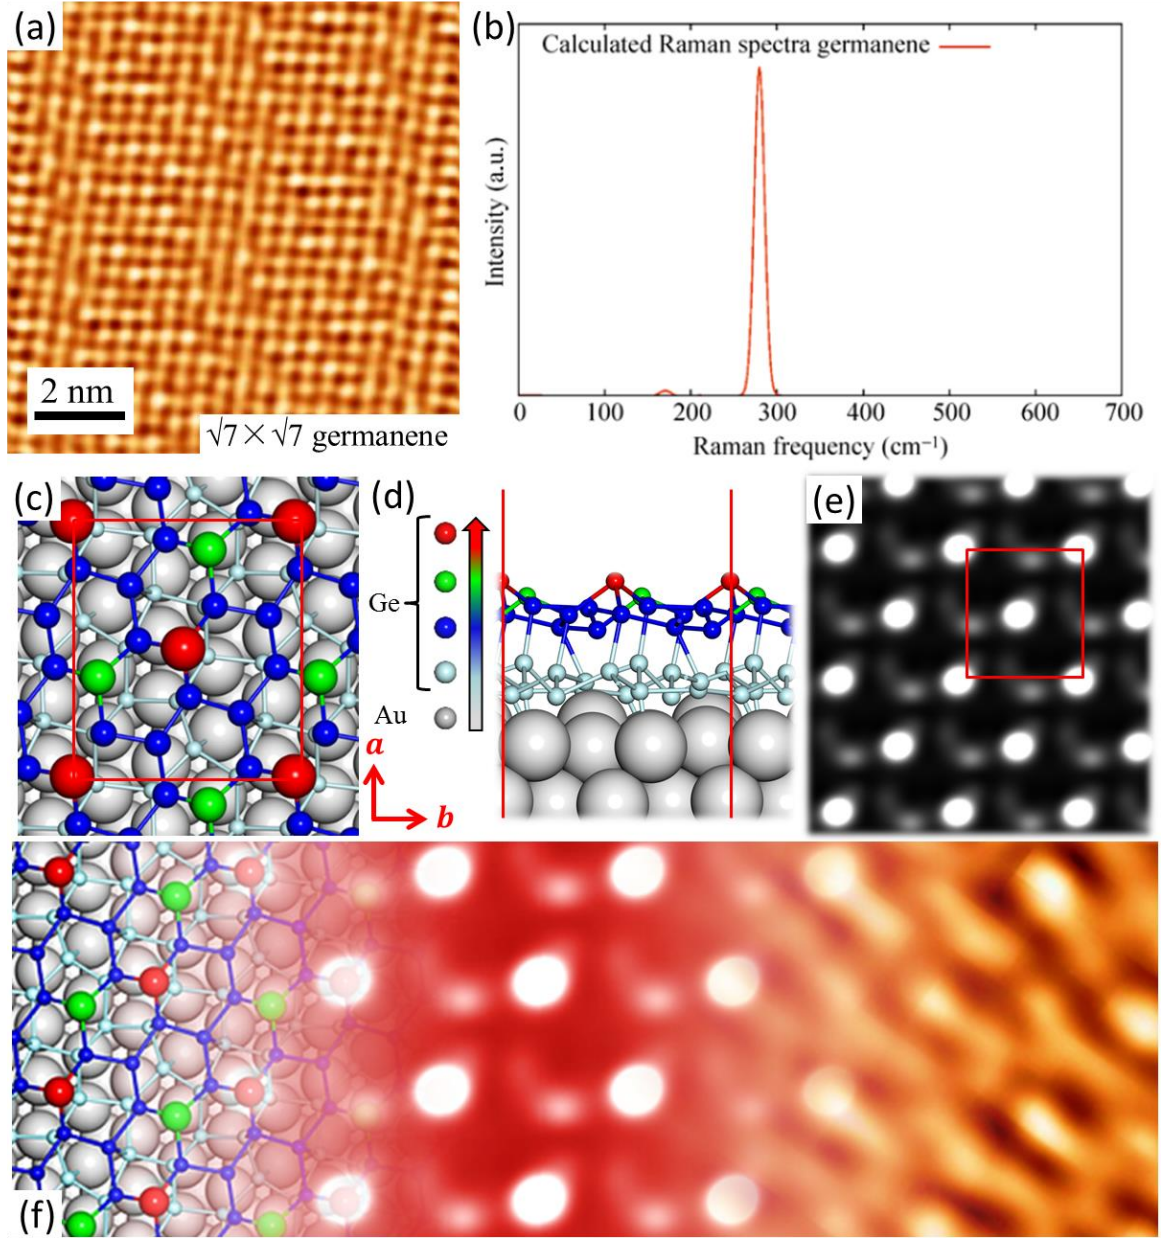 (a)
2 nm
√7×√7 germanene
(b)
Calculated Raman spectra germanene
Intensity (a.u.)
0 100 200 300 400 500 600 700
Raman frequency (cm⁻¹)
(c)
(d)
Ge
Au
a
b
(e)
(f)